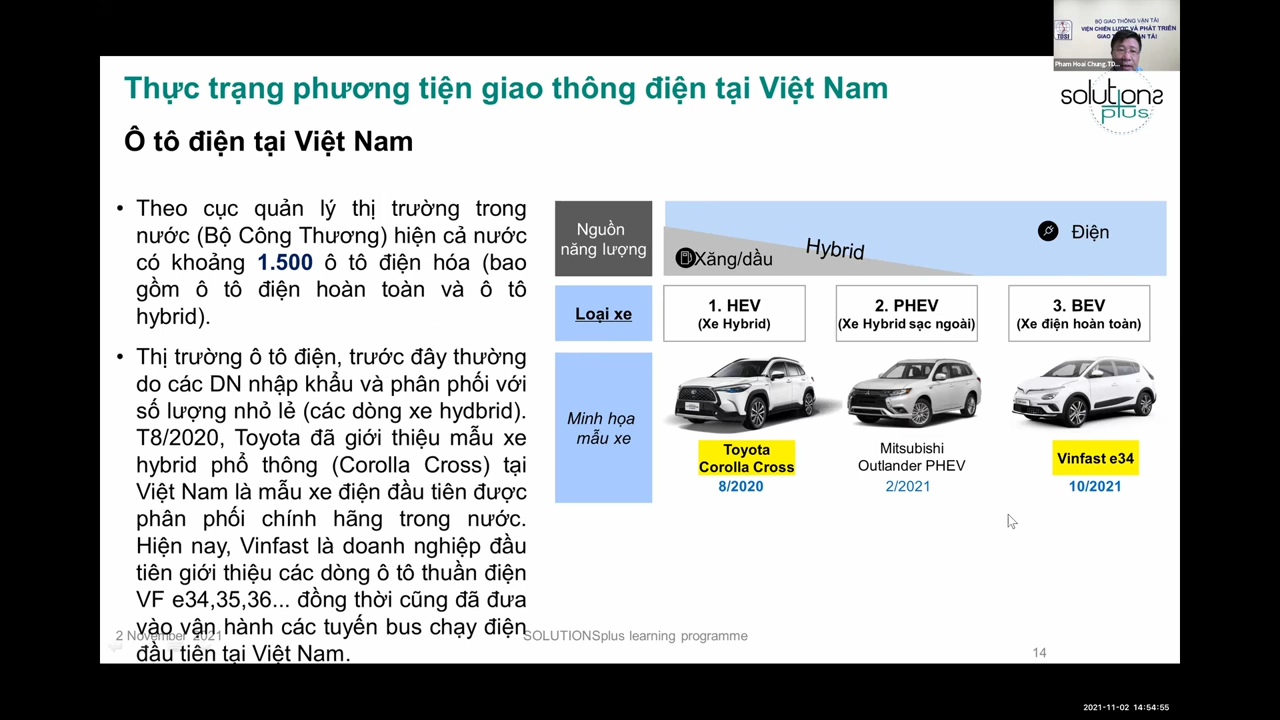 BỘ GIAO THÔNG VẬN TẢI
VIỆN CHIẾN LƯỢC VÀ PHÁT TRIỂN
TDSI
Pham Hoai Chung.TD...
solutions
plus
Thực trạng phương tiện giao thông điện tại Việt Nam
Ô tô điện tại Việt Nam
• Theo cục quản lý thị trường trong
nước (Bộ Công Thương) hiện cả nước
có khoảng 1.500 ô tô điện hóa (bao
gồm ô tô điện hoàn toàn và ô tô
hybrid).
• Thị trường ô tô điện, trước đây thường
do các DN nhập khẩu và phân phối với
số lượng nhỏ lẻ (các dòng xe hydbrid).
T8/2020, Toyota đã giới thiệu mẫu xe
hybrid phổ thông (Corolla Cross) tại
Việt Nam là mẫu xe điện đầu tiên được
phân phối chính hãng trong nước.
Hiện nay, Vinfast là doanh nghiệp đầu
tiên giới thiệu các dòng ô tô thuần điện
VF e34,35,36... đồng thời cũng đã đưa
vào vận hành các tuyến bus chạy điện
đầu tiên tại Việt Nam.
Nguồn
năng lượng
Xăng/dầu
Hybrid
Điện
Loại xe
1. HEV
(Xe Hybrid)
2. PHEV
(Xe Hybrid sạc ngoài)
3. BEV
(Xe điện hoàn toàn)
Minh họa
mẫu xe
Toyota
Corolla Cross
8/2020
Mitsubishi
Outlander PHEV
2/2021
Vinfast e34
10/2021
2 November 2021
SOLUTIONSplus learning programme
14
2021-11-02 14:54:55